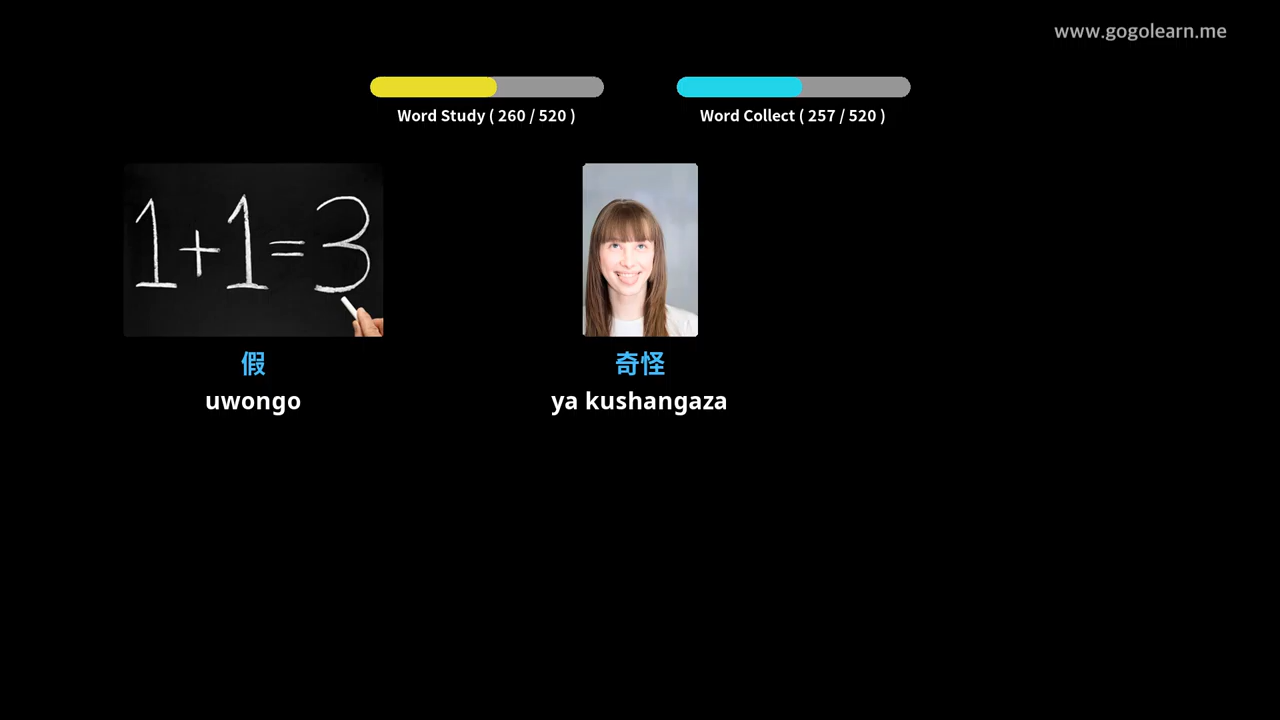 www.gogolearn.me
Word Study ( 260 / 520 )
Word Collect ( 257 / 520 )
1+1=3
假
uwongo
奇怪
ya kushangaza